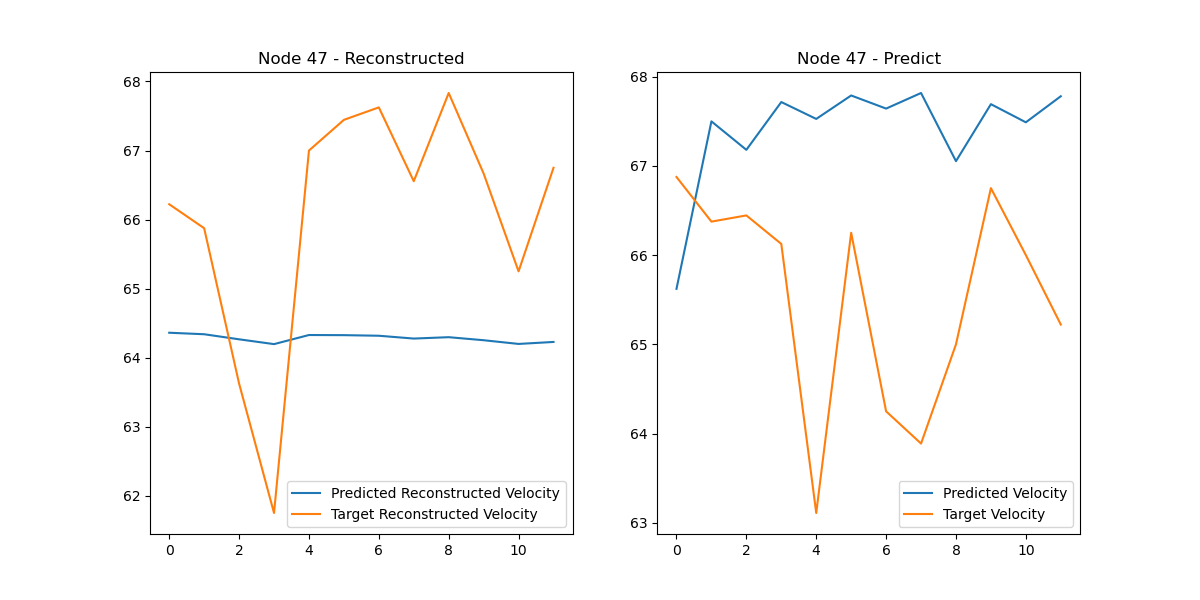 Node 47 - Reconstructed
68
67
66
65
64
63
62
0 2 4 6 8 10
Predicted Reconstructed Velocity
Target Reconstructed Velocity
Node 47 - Predict
68
67
66
65
64
63
0 2 4 6 8 10
Predicted Velocity
Target Velocity